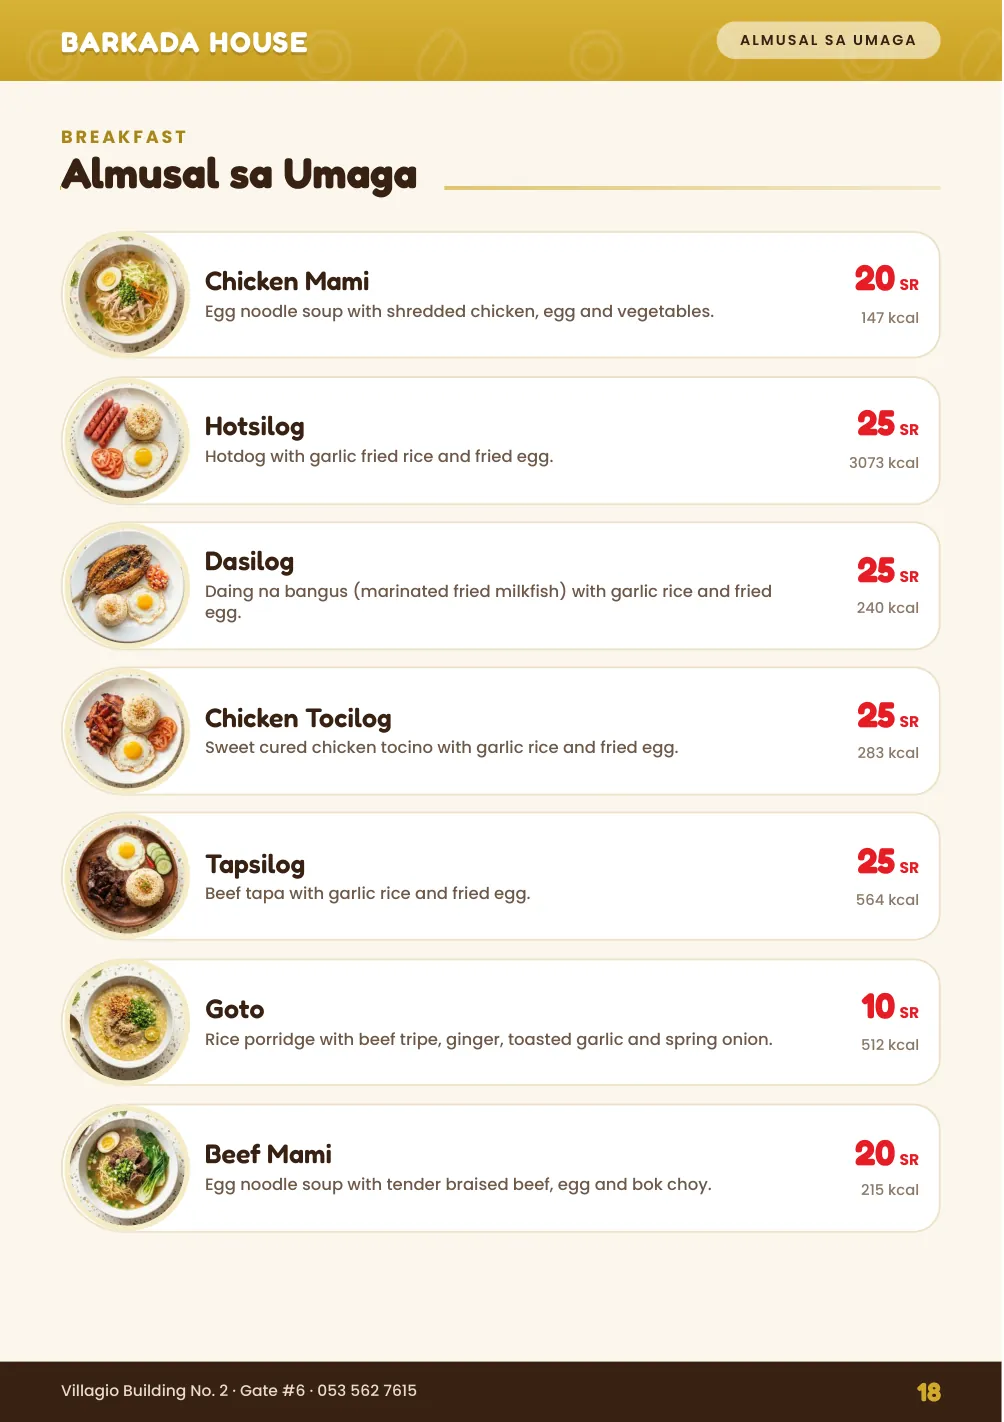 BARKADA HOUSE
ALMUSAL SA UMAGA
BREAKFAST
Almusal sa Umaga
Chicken Mami
Egg noodle soup with shredded chicken, egg and vegetables.
20 SR
147 kcal
Hotsilog
Hotdog with garlic fried rice and fried egg.
25 SR
3073 kcal
Dasilog
Daing na bangus (marinated fried milkfish) with garlic rice and fried
egg.
25 SR
240 kcal
Chicken Tocilog
Sweet cured chicken tocino with garlic rice and fried egg.
25 SR
283 kcal
Tapsilog
Beef tapa with garlic rice and fried egg.
25 SR
564 kcal
Goto
Rice porridge with beef tripe, ginger, toasted garlic and spring onion.
10 SR
512 kcal
Beef Mami
Egg noodle soup with tender braised beef, egg and bok choy.
20 SR
215 kcal
Villagio Building No. 2 · Gate #6 · 053 562 7615
18